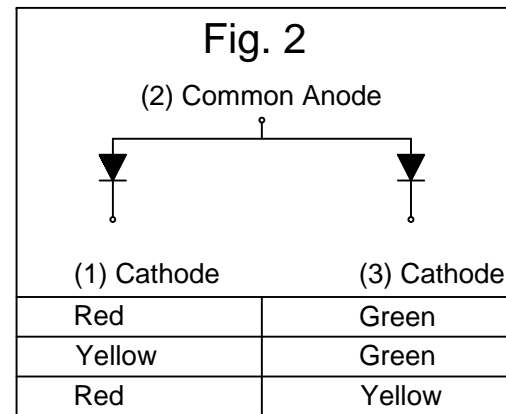 Fig. 2
(2) Common Anode
(1) Cathode (3) Cathode
Red Green
Yellow Green
Red Yellow